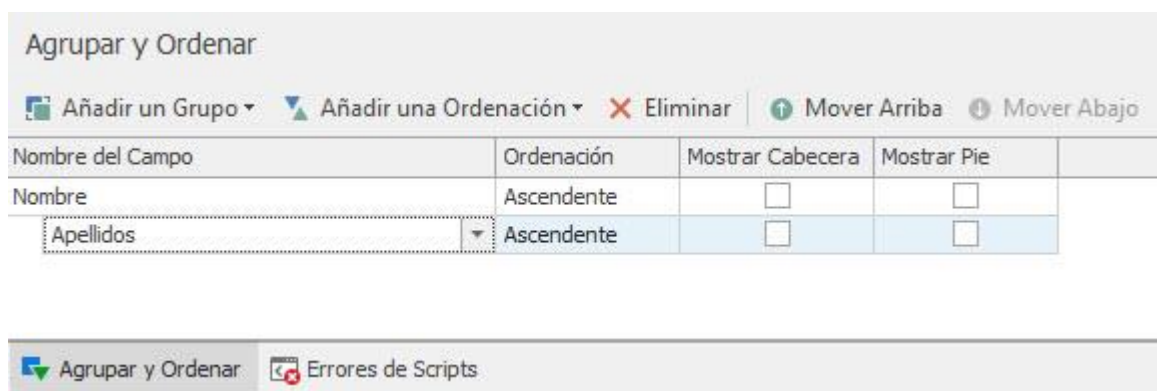 Agrupar y Ordenar
Añadir un Grupo Añadir una Ordenación Eliminar Mover Arriba Mover Abajo
Nombre del Campo Ordenación Mostrar Cabecera Mostrar Pie
Nombre Ascendente
Apellidos Ascendente
Agrupar y Ordenar Errores de Scripts